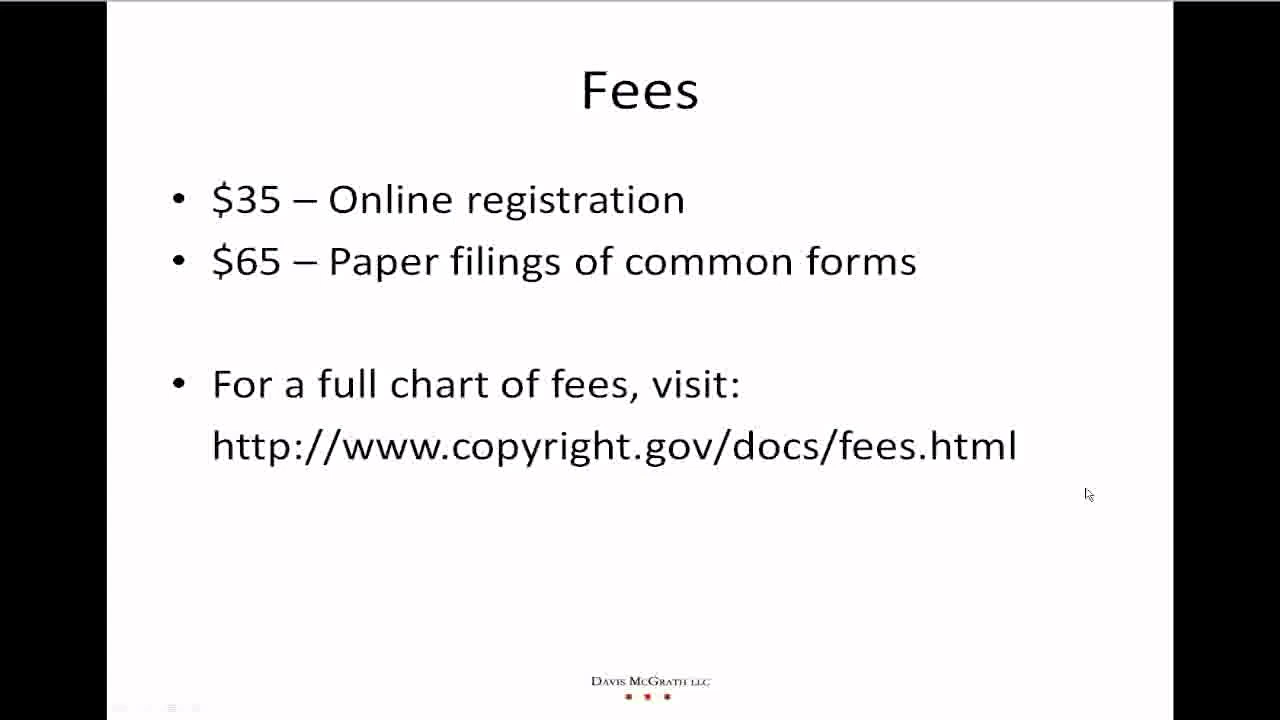 Fees
• $35 – Online registration
• $65 – Paper filings of common forms
• For a full chart of fees, visit:
http://www.copyright.gov/docs/fees.html
DAVIS MCGRATH LLC